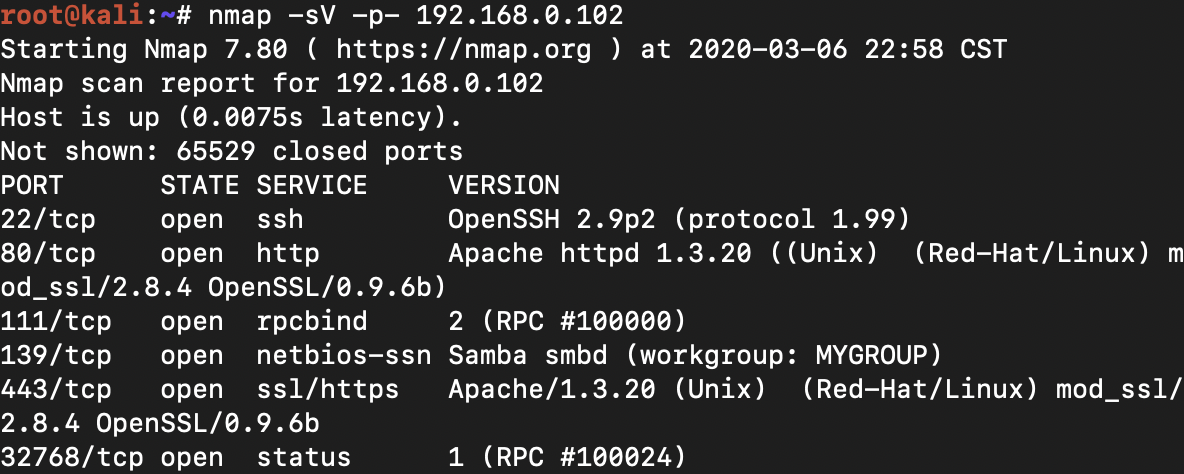 root@kali:~# nmap -sV -p- 192.168.0.102
Starting Nmap 7.80 ( https://nmap.org ) at 2020-03-06 22:58 CST
Nmap scan report for 192.168.0.102
Host is up (0.0075s latency).
Not shown: 65529 closed ports
PORT      STATE SERVICE     VERSION
22/tcp    open  ssh         OpenSSH 2.9p2 (protocol 1.99)
80/tcp    open  http        Apache httpd 1.3.20 ((Unix)  (Red-Hat/Linux) m
od_ssl/2.8.4 OpenSSL/0.9.6b)
111/tcp   open  rpcbind     2 (RPC #100000)
139/tcp   open  netbios-ssn Samba smbd (workgroup: MYGROUP)
443/tcp   open  ssl/https   Apache/1.3.20 (Unix)  (Red-Hat/Linux) mod_ssl/
2.8.4 OpenSSL/0.9.6b
32768/tcp open  status      1 (RPC #100024)